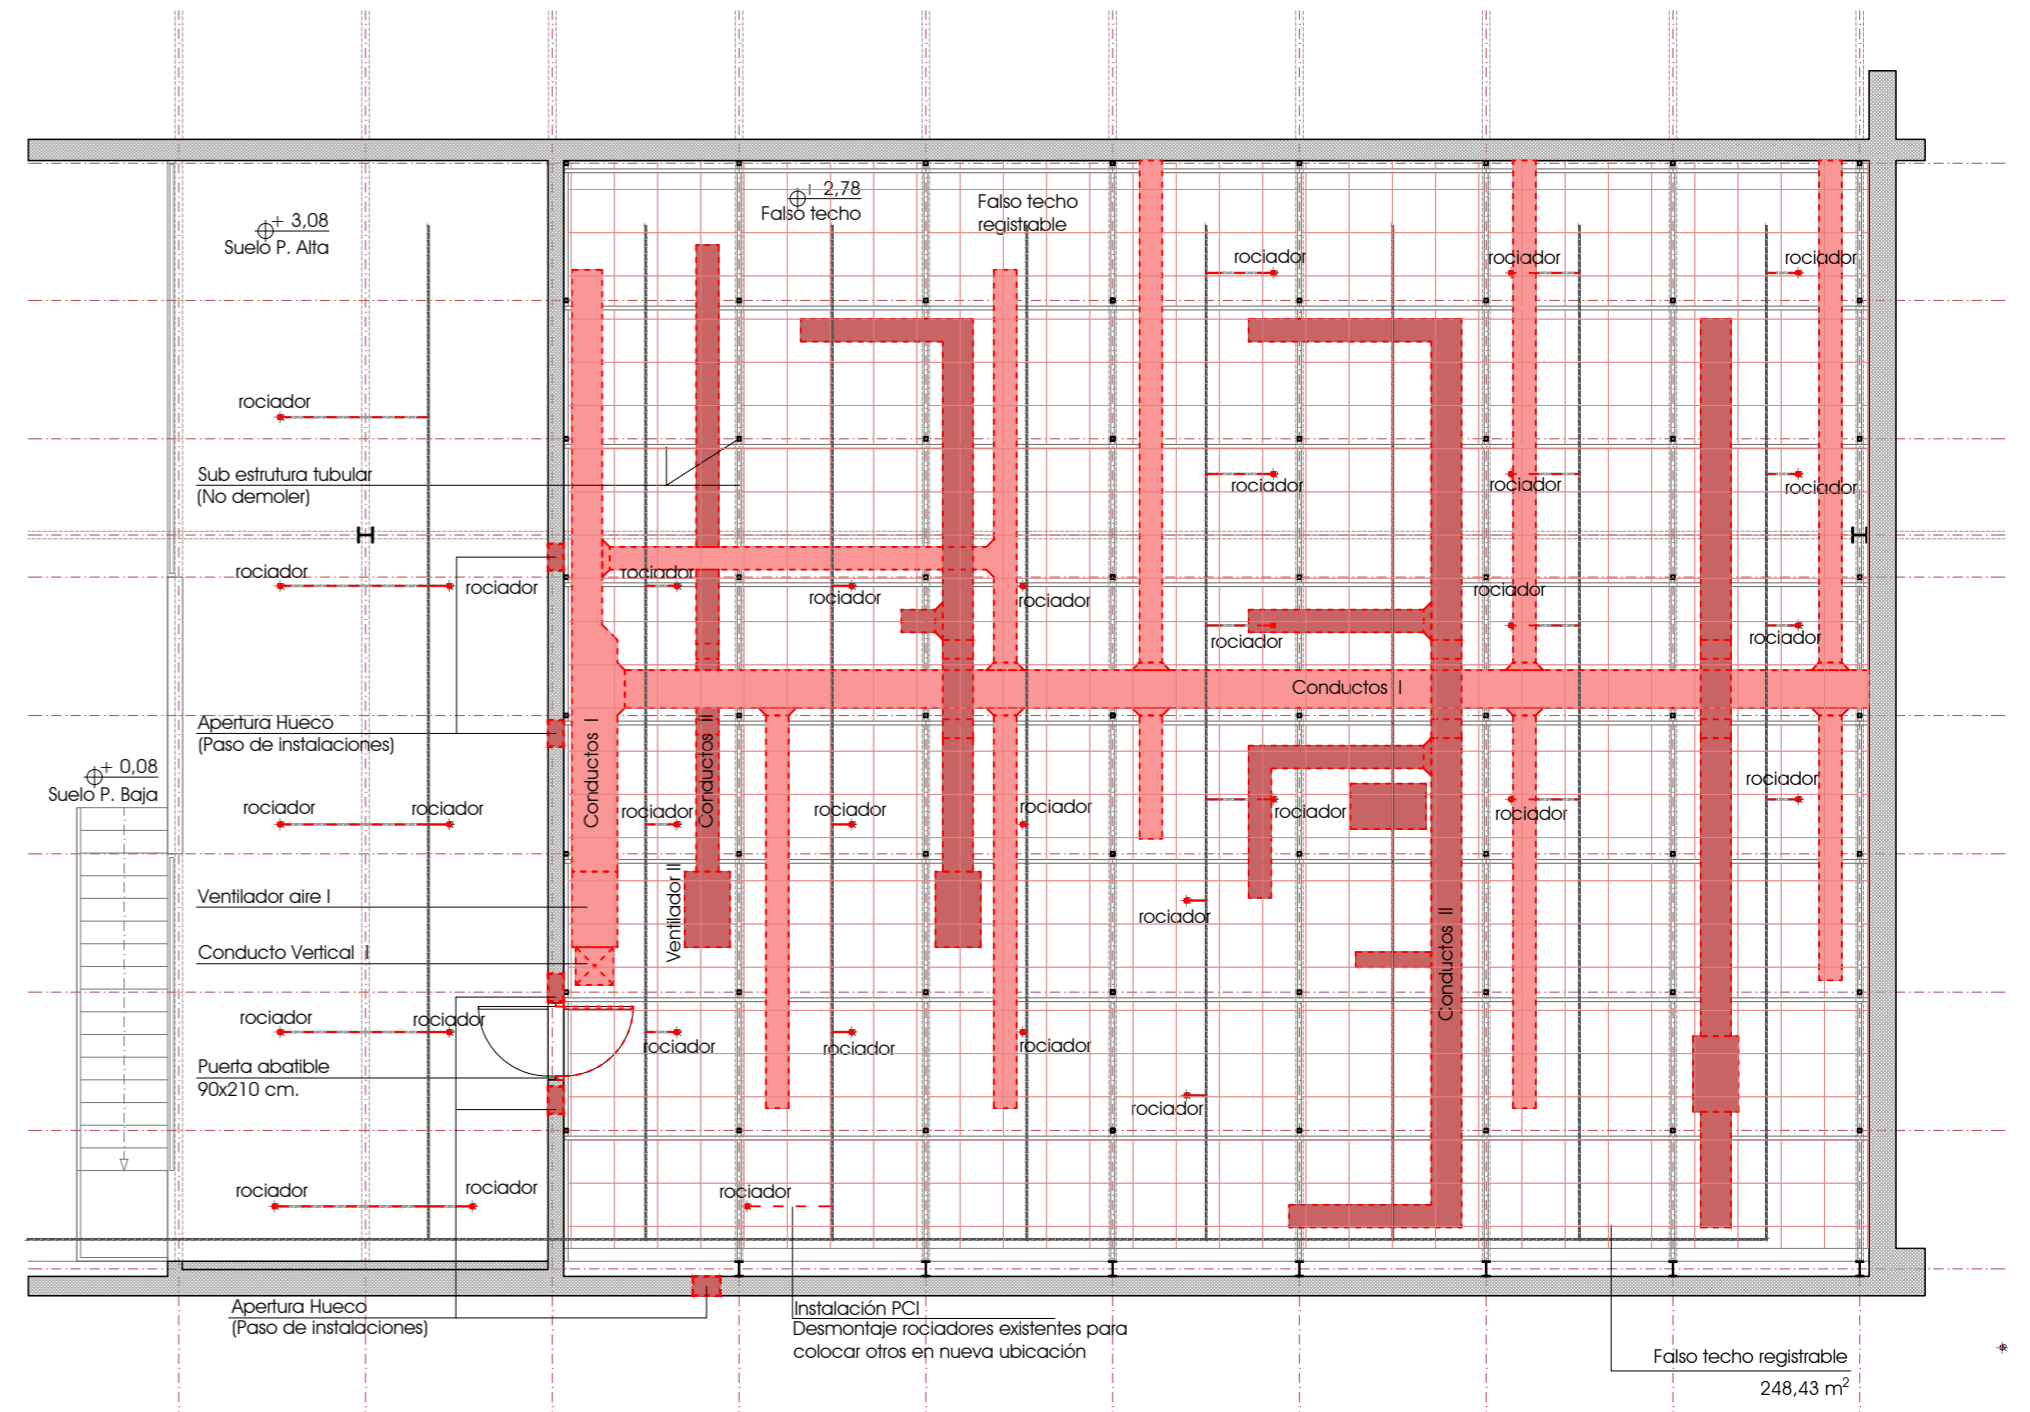 + 2,78
Falso techo
Falso techo
registrable
+ 3,08
Suelo P. Alta
rociador
rociador
rociador
rociador
Sub estrutura tubular
(No demoler)
rociador
rociador
rociador
rociador
rociador
rociador
rociador
rociador
rociador
rociador
rociador
rociador
Conductos I
Apertura Hueco
(Paso de instalaciones)
Conductos I
Conductos II
+ 0,08
Suelo P. Baja
rociador
rociador
rociador
rociador
rociador
rociador
rociador
rociador
rociador
Ventilador aire I
Ventilador II
rociador
Conductos II
Conducto Vertical I
rociador
rociador
rociador
rociador
rociador
Puerta abatible
90x210 cm.
rociador
rociador
rociador
rociador
Apertura Hueco
(Paso de instalaciones)
Instalación PCI
Desmontaje rociadores existentes para
colocar otros en nueva ubicación
Falso techo registrable
248,43 m²